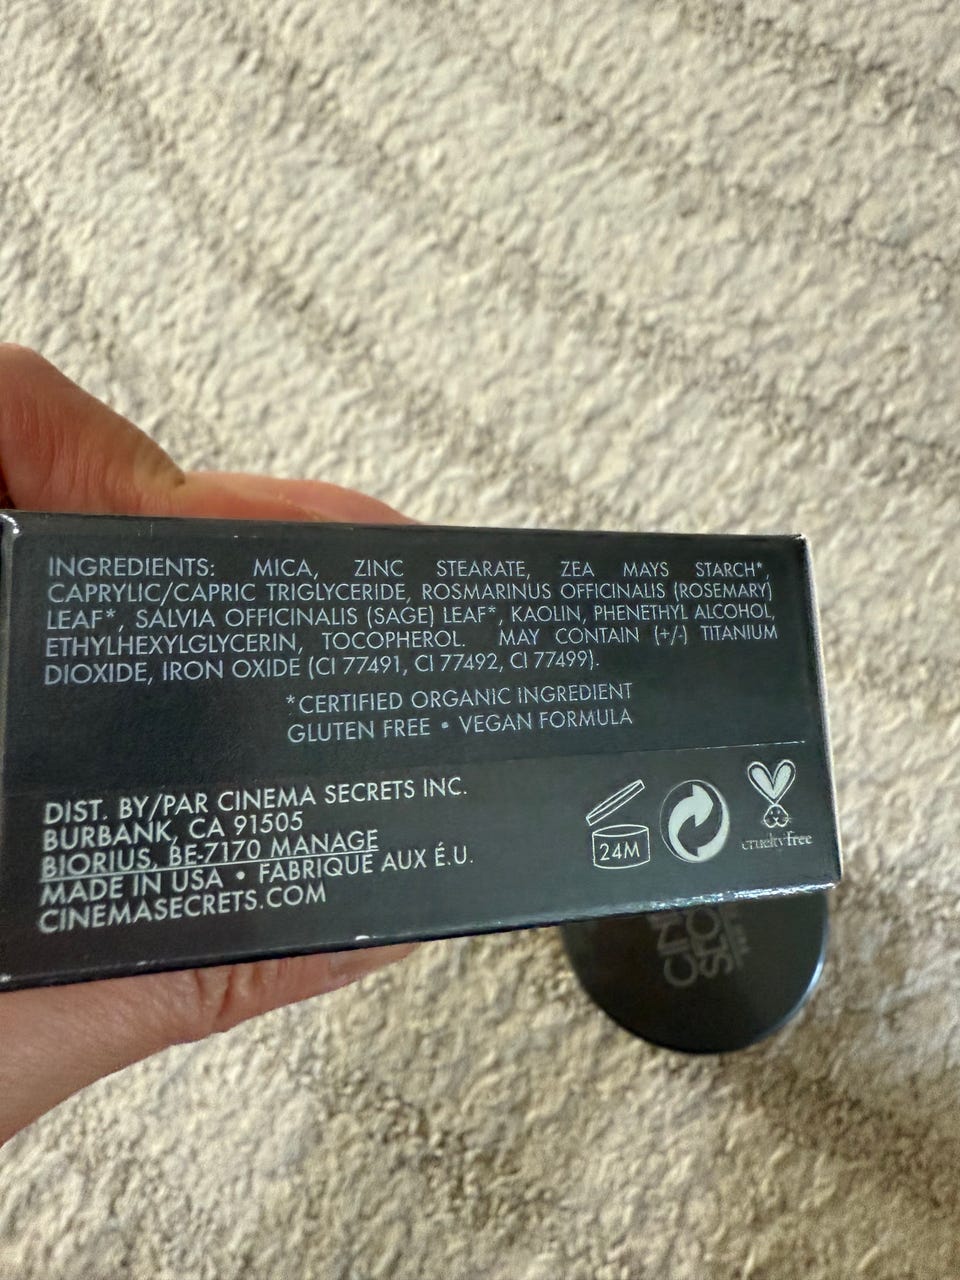 INGREDIENTS: MICA, ZINC STEARATE, ZEA MAYS STARCH*,
CAPRYLIC/CAPRIC TRIGLYCERIDE, ROSMARINUS OFFICINALIS (ROSEMARY)
LEAF*, SALVIA OFFICINALIS (SAGE) LEAF*, KAOLIN, PHENETHYL ALCOHOL,
ETHYLHEXYLGLYCERIN, TOCOPHEROL. MAY CONTAIN (+/-) TITANIUM
DIOXIDE, IRON OXIDE (CI 77491, CI 77492, CI 77499).
*CERTIFIED ORGANIC INGREDIENT
GLUTEN FREE • VEGAN FORMULA
DIST. BY/PAR CINEMA SECRETS INC.
BURBANK, CA 91505
BIORIUS, BE-7170 MANAGE
MADE IN USA • FABRIQUÉ AUX É.U.
CINEMASECRETS.COM
24M
crueltyfree